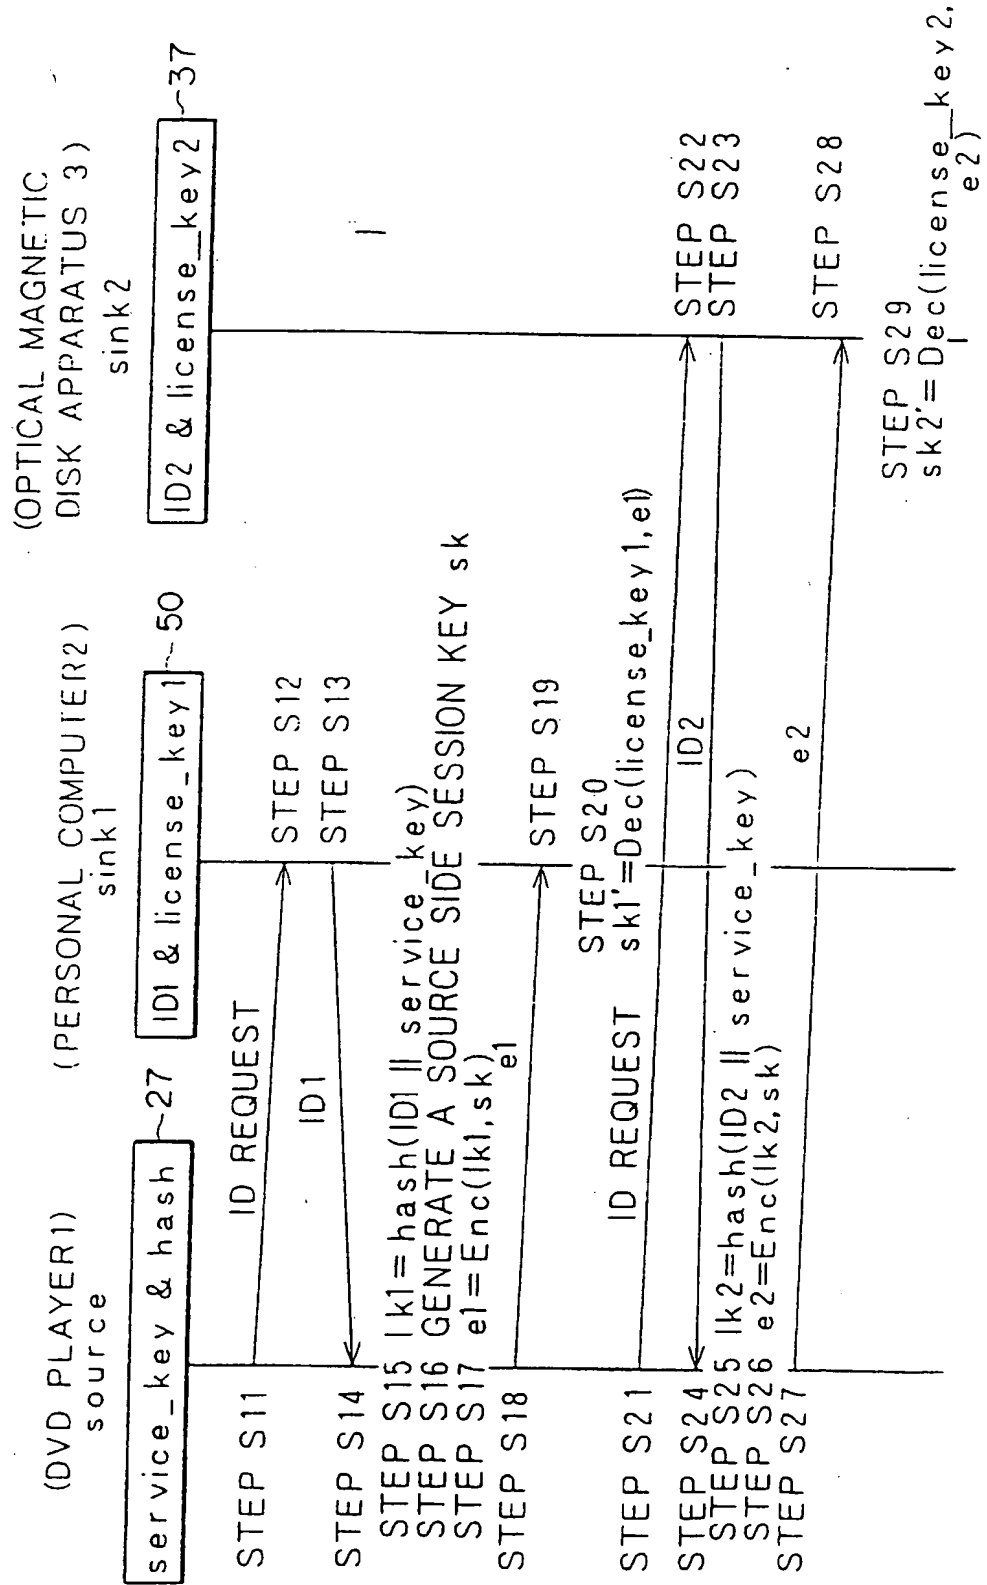 (DVD PLAYER1)
source
service_key & hash
27
(PERSONAL COMPUTER2)
sink1
ID1 & license_key1
50
(OPTICAL MAGNETIC
DISK APPARATUS 3)
sink2
ID2 & license_key2
37
STEP S11
ID REQUEST
STEP S12
STEP S13
ID1
STEP S14
STEP S15 lk1=hash(ID1 || service_key)
STEP S16 GENERATE A SOURCE SIDE SESSION KEY sk
STEP S17 e1=Enc(lk1,sk)
STEP S18
e1
STEP S19
STEP S20
sk1'=Dec(license_key1,e1)
STEP S21
ID REQUEST
STEP S22
STEP S23
ID2
STEP S24
STEP S25 lk2=hash(ID2 || service_key)
STEP S26 e2=Enc(lk2,sk)
STEP S27
e2
STEP S28
STEP S29
sk2'=Dec(license_key2,
e2)